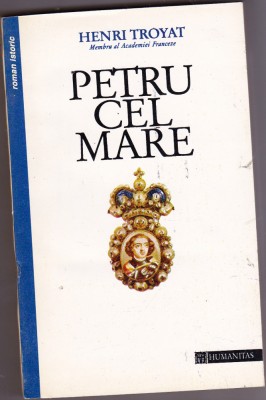 HENRI TROYAT
Membru al Academiei Franceze
roman istoric
PETRU
CEL
MARE
HUMANITAS